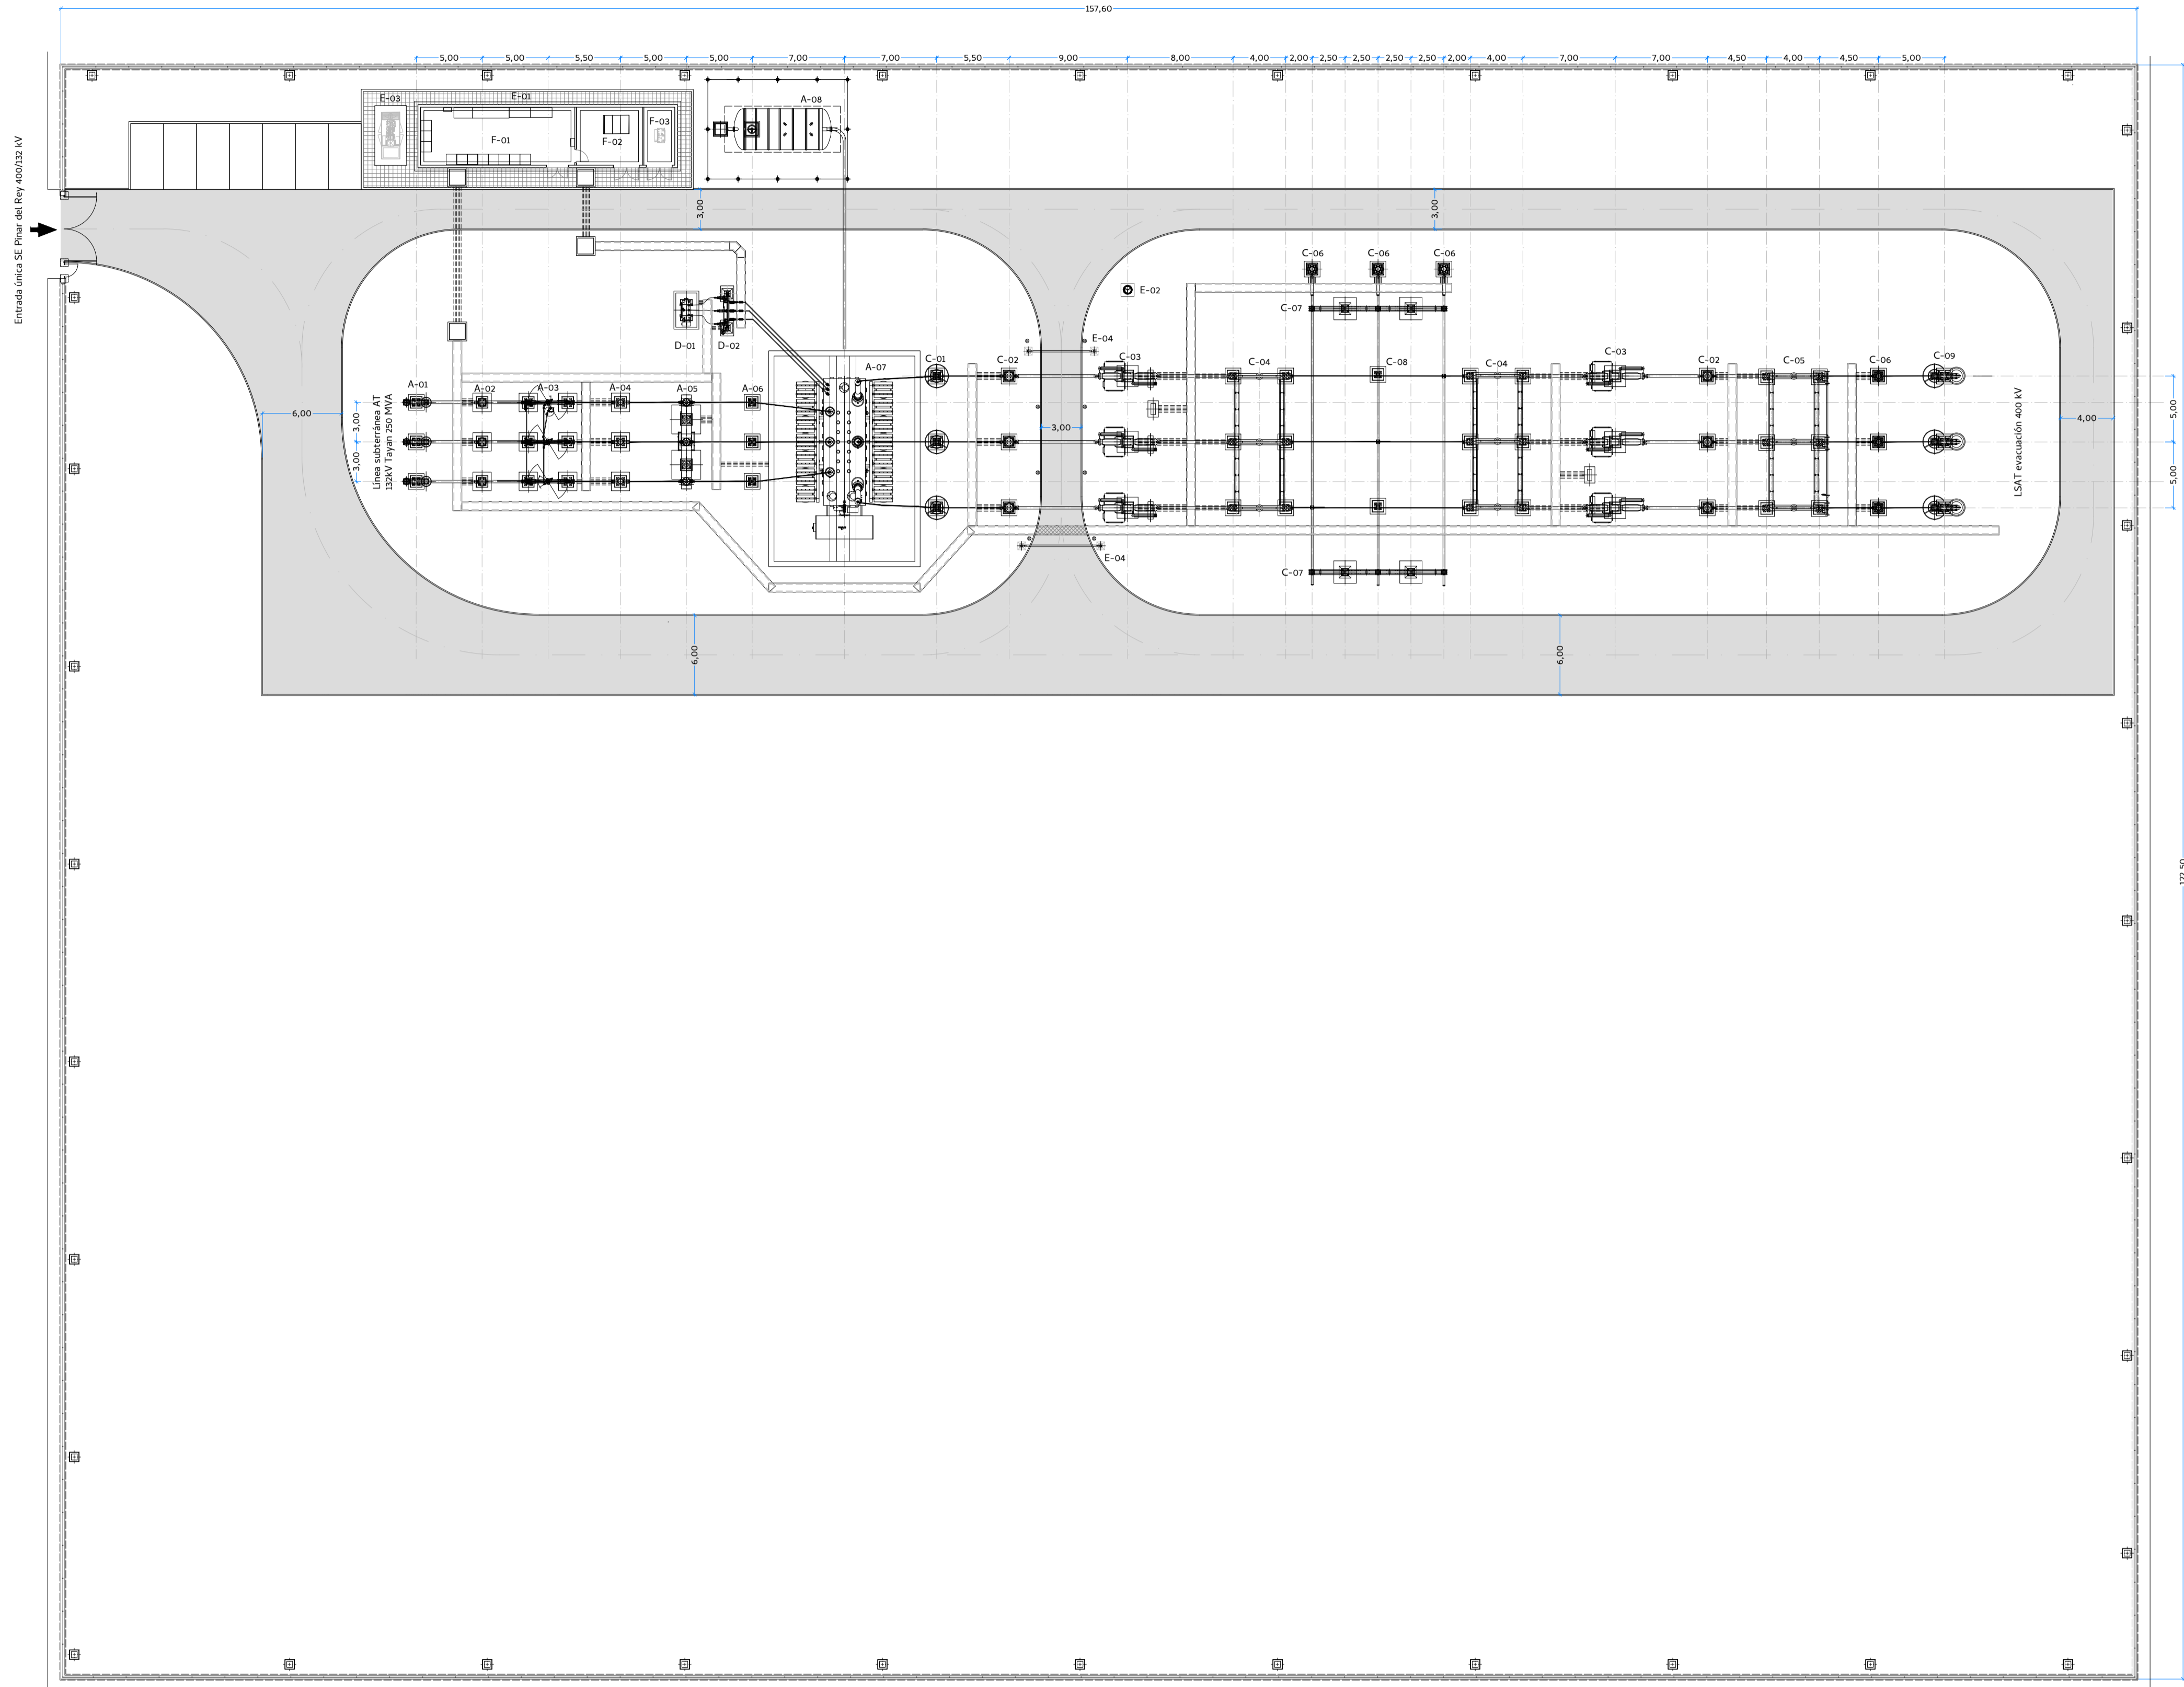 157,60
5,00
5,00
5,50
5,00
5,00
7,00
7,00
5,50
9,00
8,00
4,00
2,00
2,50
2,50
2,50
2,50
2,00
4,00
7,00
7,00
4,50
4,00
4,50
5,00
E-03
E-01
A-08
F-01
F-02
F-03
Entrada única SE Pinar del Rey 400/132 kV
3,00
3,00
C-06
C-06
C-06
E-02
C-07
D-01
D-02
E-04
A-07
C-01
C-02
C-03
C-04
C-08
C-04
C-03
C-02
C-05
C-06
C-09
A-01
A-02
A-03
A-04
A-05
A-06
6,00
3,00
3,00
Línea subterránea AT
132kV Tayan 250 MVA
3,00
LSAT evacuación 400 kV
4,00
5,00
5,00
E-04
C-07
6,00
6,00